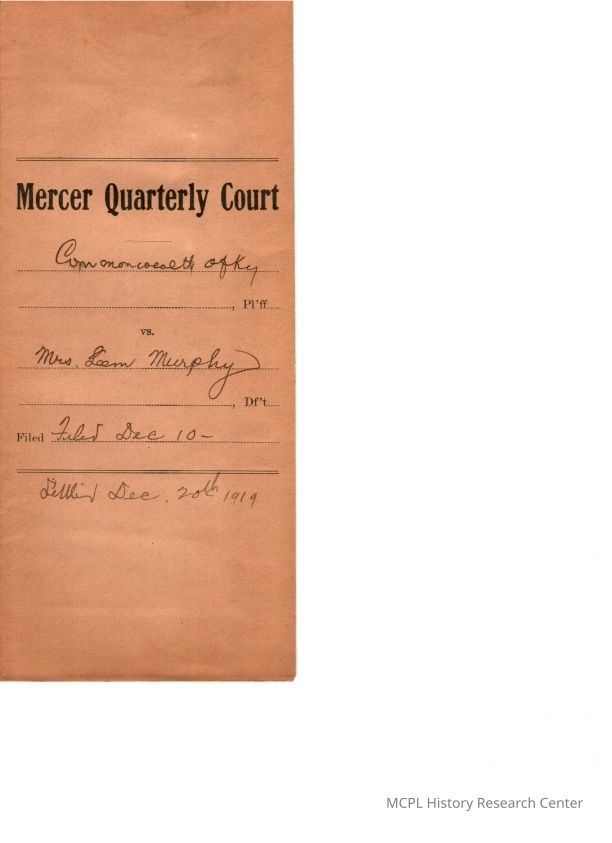 Mercer Quarterly Court
Commonwealth of Ky
, Pl'ff.
vs.
Mrs. Sam Murphy
, Df't.
Filed Filed Dec 10-
Dec. 20th 1919
MCPL History Research Center